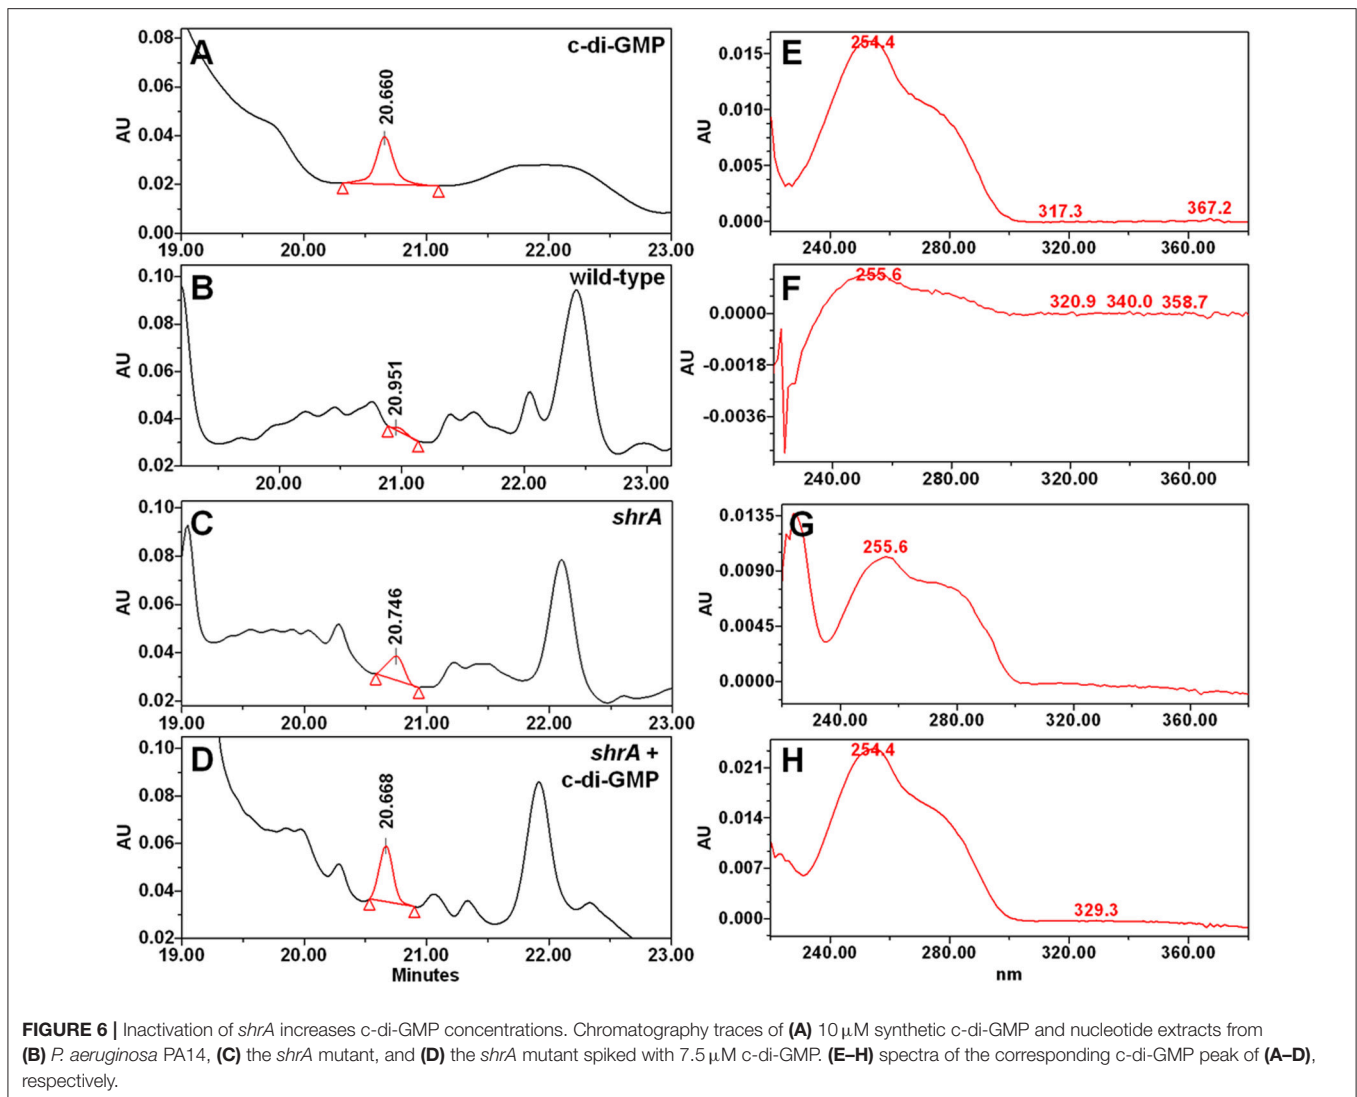 A
c-di-GMP
20.660
AU
0.08
0.06
0.04
0.02
0.00
19.00 20.00 21.00 22.00 23.00
E
254.4
AU
0.015
0.010
0.005
0.000
317.3 367.2
240.00 280.00 320.00 360.00
B
wild-type
20.951
AU
0.10
0.08
0.06
0.04
0.02
20.00 21.00 22.00 23.00
F
255.6
AU
0.0000
-0.0018
-0.0036
320.9 340.0 358.7
240.00 280.00 320.00 360.00
C
shrA
20.746
AU
0.10
0.08
0.06
0.04
0.02
19.00 20.00 21.00 22.00 23.00
G
255.6
AU
0.0135
0.0090
0.0045
0.0000
240.00 280.00 320.00 360.00
D
shrA +
c-di-GMP
20.668
AU
0.10
0.08
0.06
0.04
0.02
19.00 20.00 21.00 22.00 23.00
Minutes
H
254.4
AU
0.021
0.014
0.007
0.000
329.3
240.00 280.00 320.00 360.00
nm
FIGURE 6 | Inactivation of shrA increases c-di-GMP concentrations. Chromatography traces of (A) 10 µM synthetic c-di-GMP and nucleotide extracts from
(B) P. aeruginosa PA14, (C) the shrA mutant, and (D) the shrA mutant spiked with 7.5 µM c-di-GMP. (E–H) spectra of the corresponding c-di-GMP peak of (A–D),
respectively.